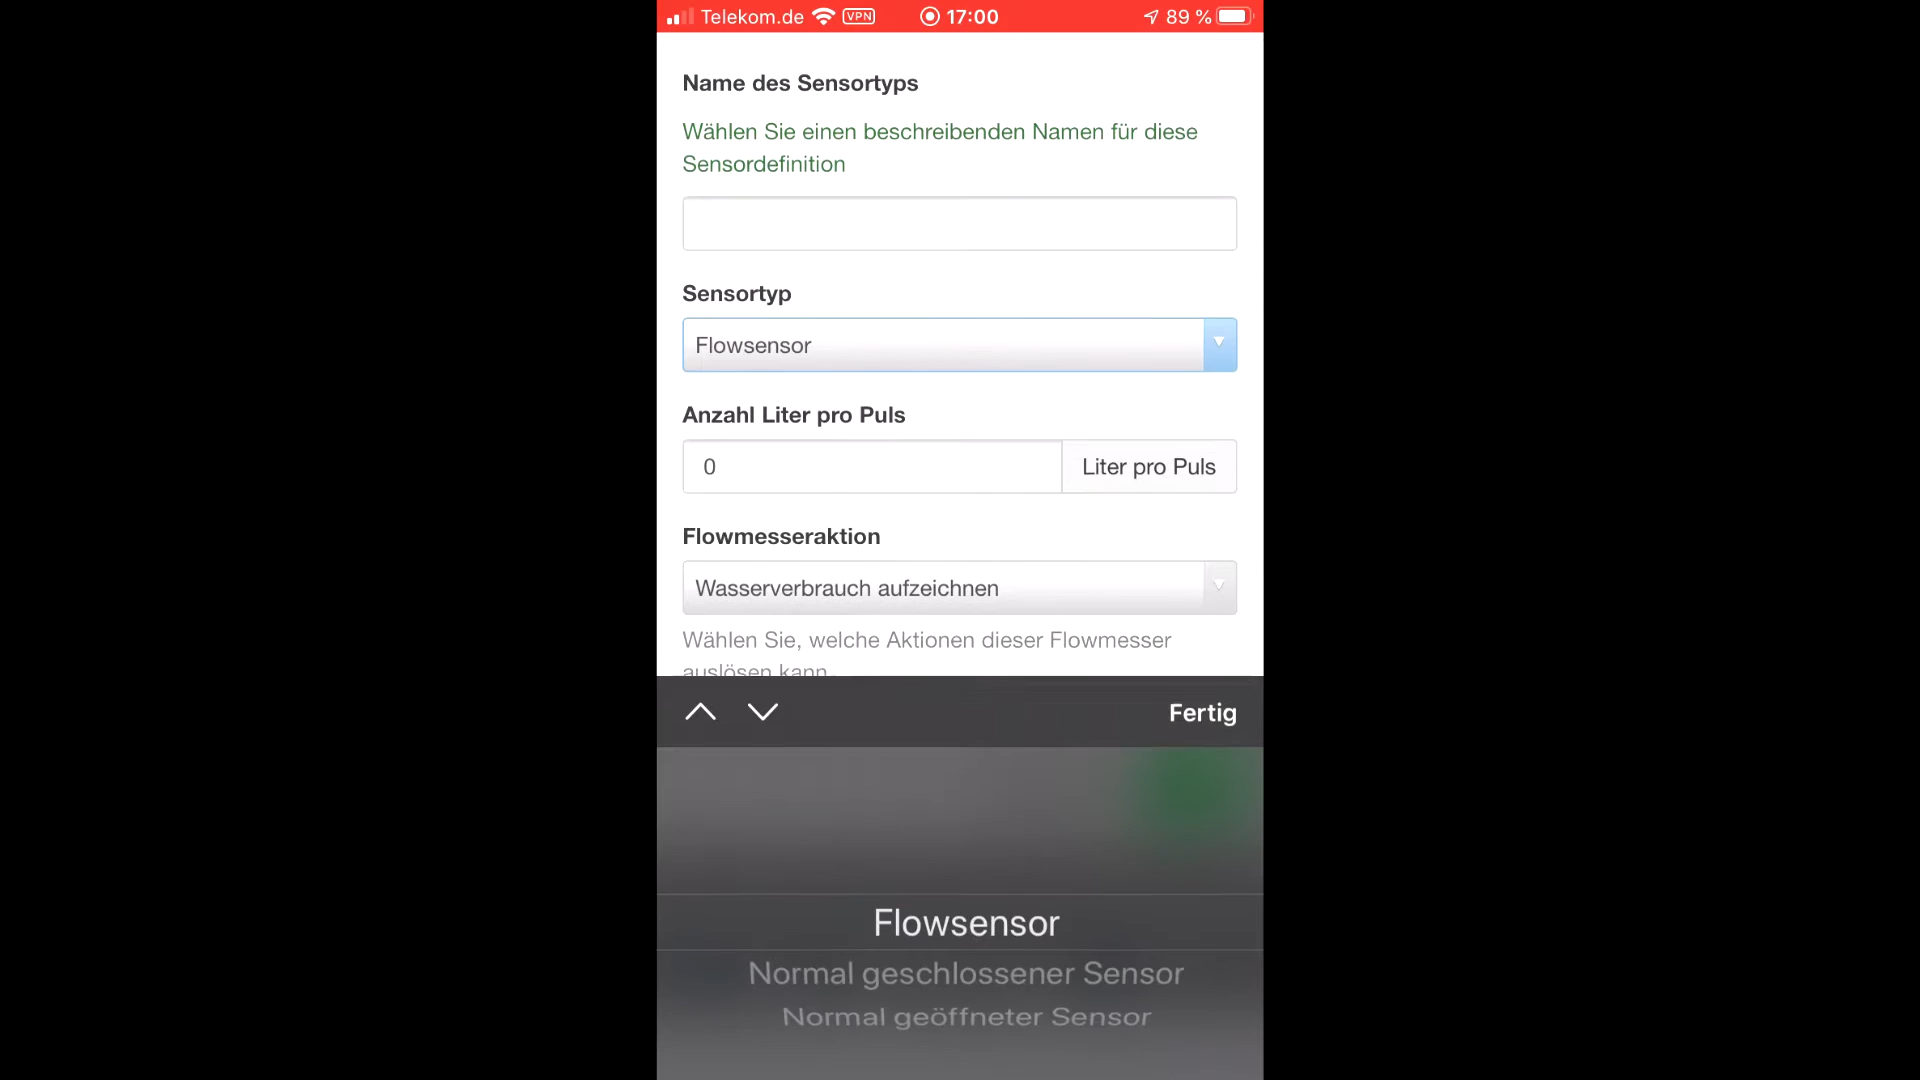 Telekom.de VPN 17:00 89 %
Name des Sensortyps
Wählen Sie einen beschreibenden Namen für diese
Sensordefinition
Sensortyp
Flowsensor
Anzahl Liter pro Puls
0 Liter pro Puls
Flowmesseraktion
Wasserverbrauch aufzeichnen
Wählen Sie, welche Aktionen dieser Flowmesser
auslösen kann.
Fertig
Flowsensor
Normal geschlossener Sensor
Normal geöffneter Sensor